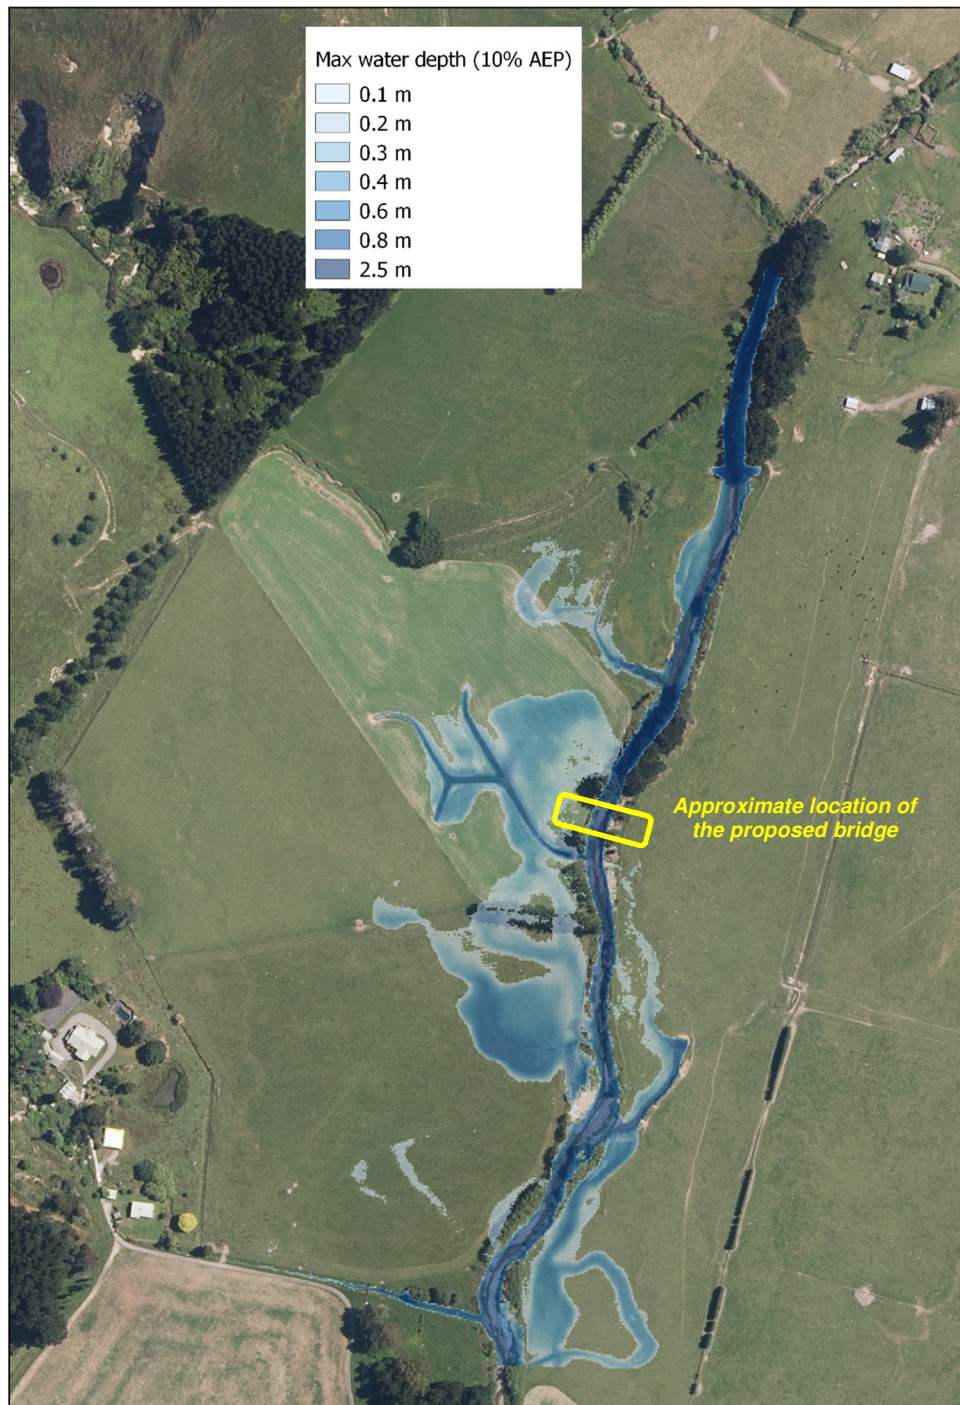 Max water depth (10% AEP)
0.1 m
0.2 m
0.3 m
0.4 m
0.6 m
0.8 m
2.5 m
Approximate location of
the proposed bridge